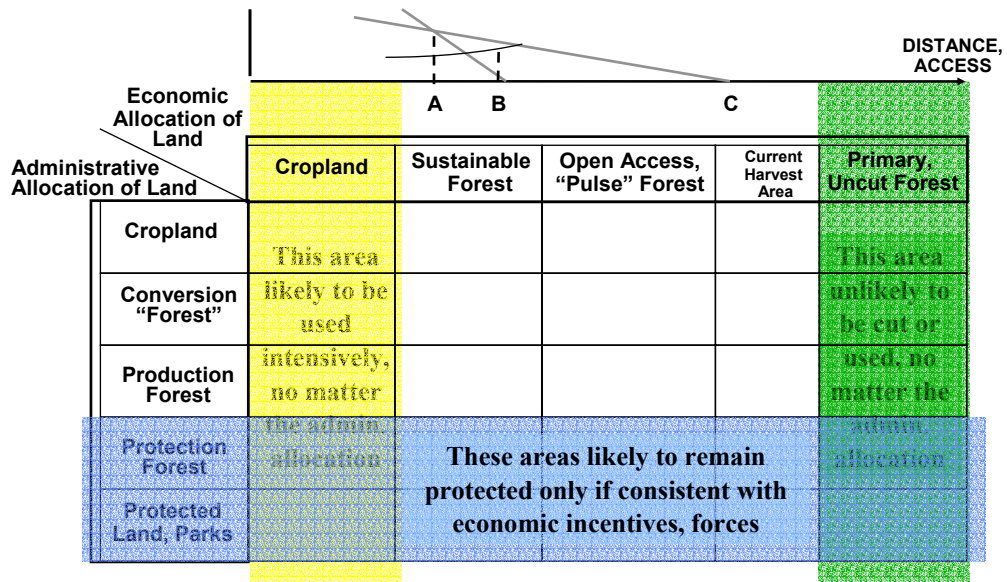 DISTANCE,
ACCESS
A
B
C
Economic
Allocation of
Land
Administrative
Allocation of Land
Cropland
Sustainable
Forest
Open Access,
“Pulse” Forest
Current
Harvest
Area
Primary,
Uncut Forest
Cropland
Conversion
“Forest”
Production
Forest
Protection
Forest
Protected
Land, Parks
This area
likely to be
used
intensively,
no matter
the admin.
allocation
These areas likely to remain
protected only if consistent with
economic incentives, forces
This area
unlikely to
be cut or
used, no
matter the
admin.
allocation